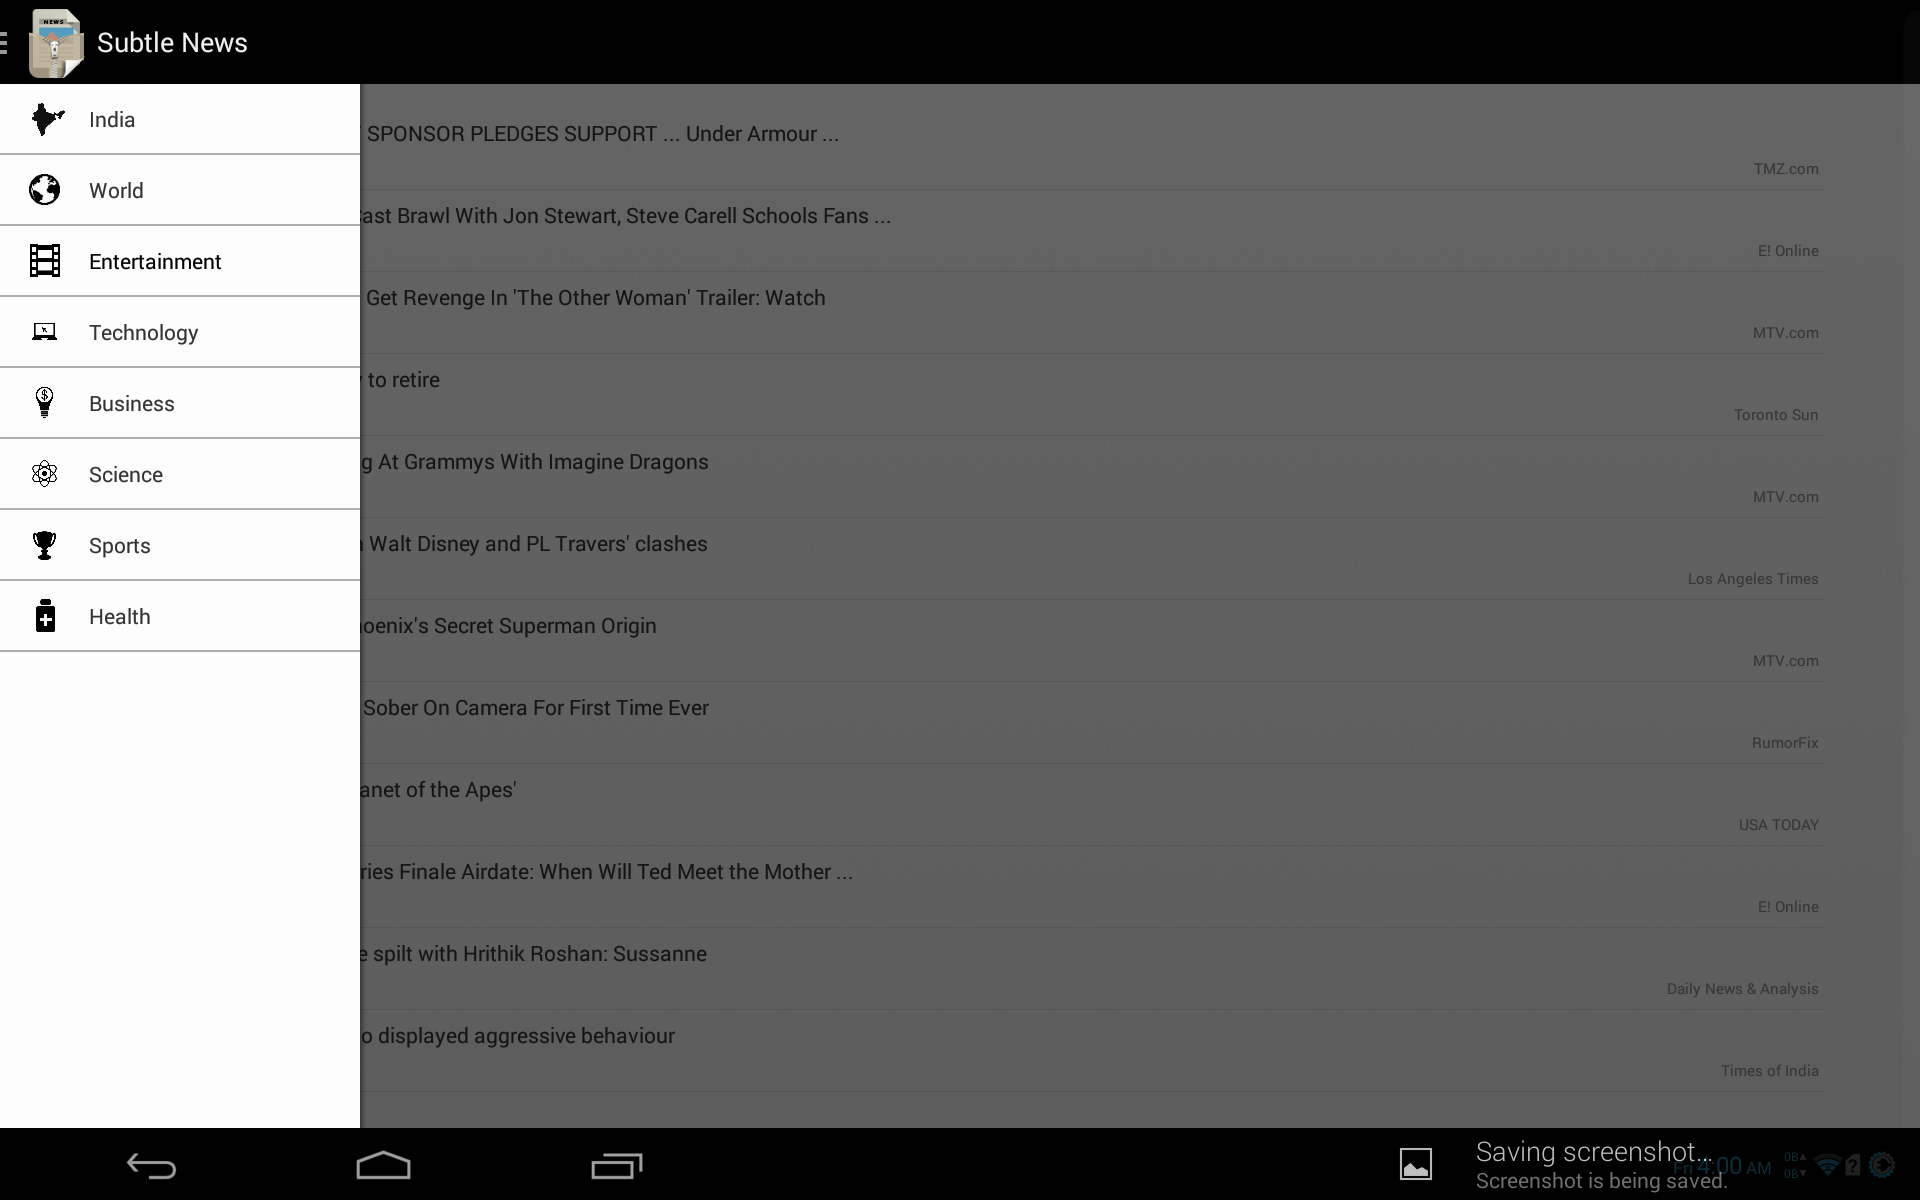 NEWS
Subtle News
India
World
Entertainment
Technology
Business
Science
Sports
Health
SPONSOR PLEDGES SUPPORT ... Under Armour ...
TMZ.com
Brawl With Jon Stewart, Steve Carell Schools Fans ...
E! Online
Get Revenge In 'The Other Woman' Trailer: Watch
MTV.com
to retire
Toronto Sun
At Grammys With Imagine Dragons
MTV.com
Walt Disney and PL Travers' clashes
Los Angeles Times
Secret Superman Origin
MTV.com
Sober On Camera For First Time Ever
RumorFix
of the Apes'
USA TODAY
Finale Airdate: When Will Ted Meet the Mother ...
E! Online
spilt with Hrithik Roshan: Sussanne
Daily News & Analysis
displayed aggressive behaviour
Times of India
Saving screenshot...
Fri 4:00 AM
0B
0B
Screenshot is being saved.